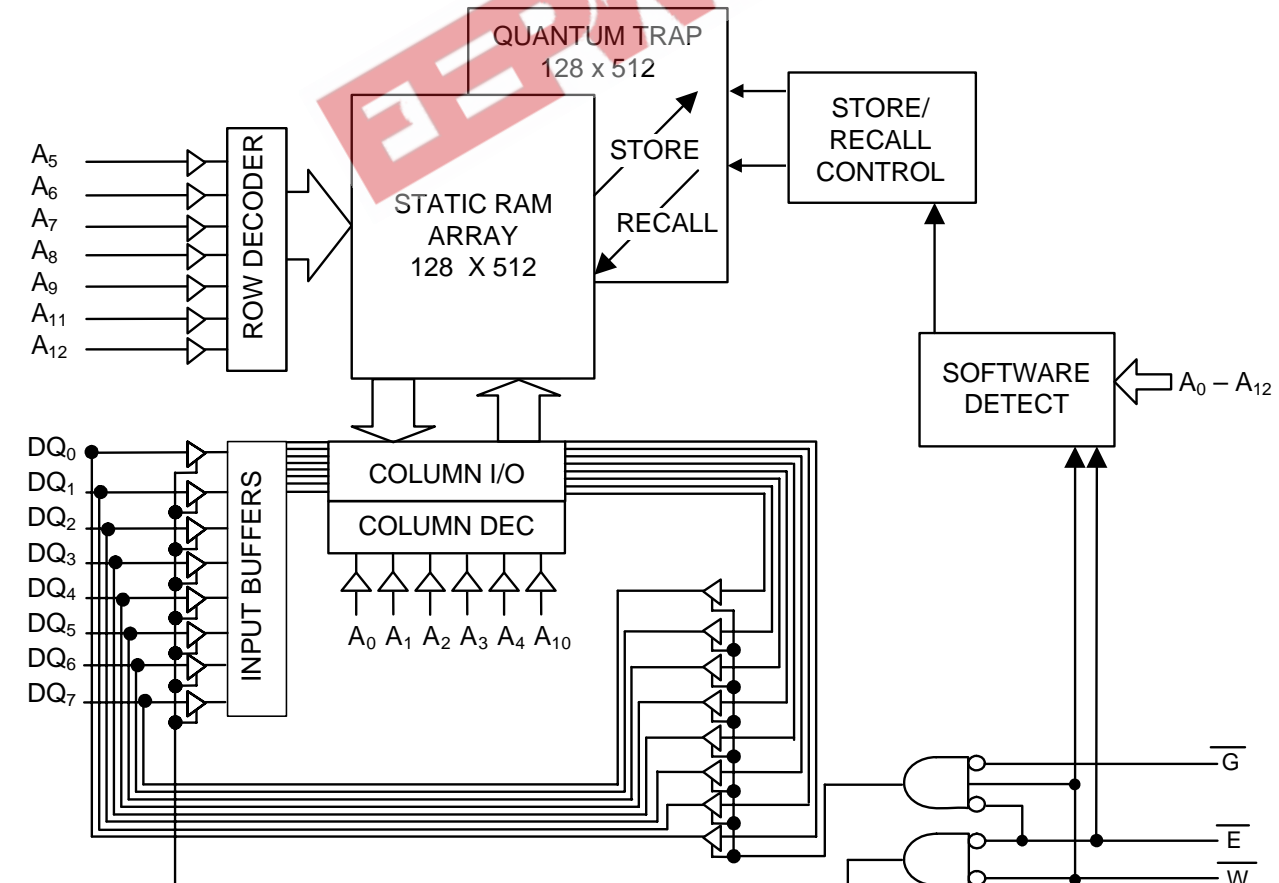 QUANTUM TRAP
128 x 512
STORE/
RECALL
CONTROL
STORE
RECALL
STATIC RAM
ARRAY
128 X 512
A5
A6
A7
A8
A9
A11
A12
ROW DECODER
SOFTWARE
DETECT
A0 – A12
DQ0
DQ1
DQ2
DQ3
DQ4
DQ5
DQ6
DQ7
INPUT BUFFERS
COLUMN I/O
COLUMN DEC
A0 A1 A2 A3 A4 A10
G
E
W